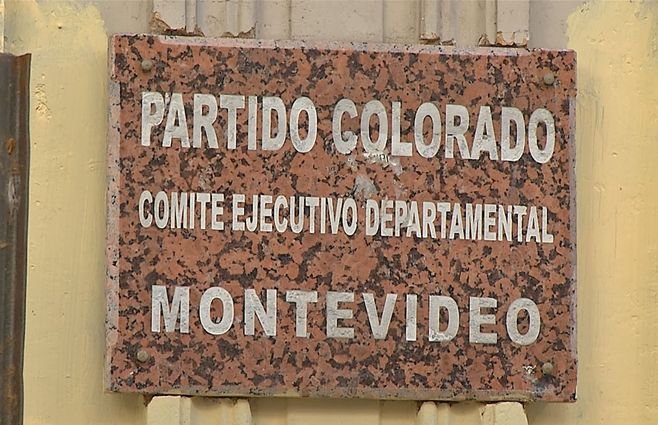 PARTIDO COLORADO
COMITE EJECUTIVO DEPARTAMENTAL
MONTEVIDEO